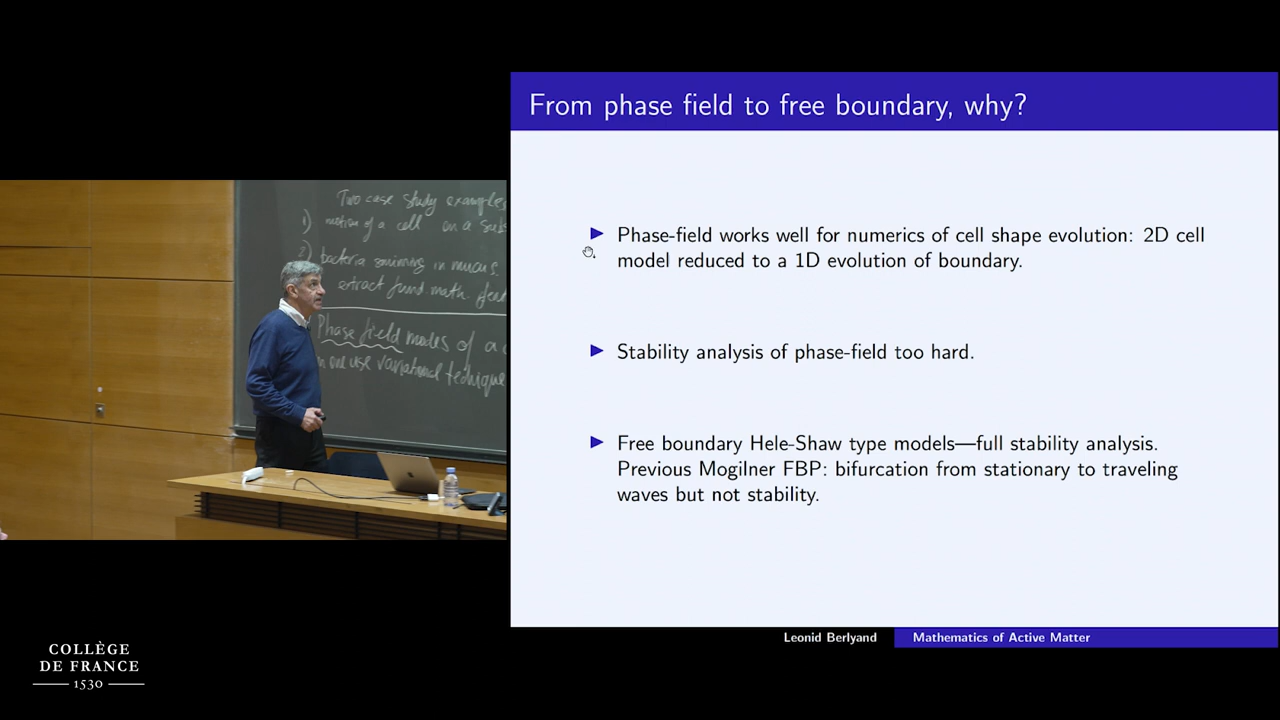 From phase field to free boundary, why?
Phase-field works well for numerics of cell shape evolution: 2D cell
model reduced to a 1D evolution of boundary.
Stability analysis of phase-field too hard.
Free boundary Hele-Shaw type models—full stability analysis.
Previous Mogilner FBP: bifurcation from stationary to traveling
waves but not stability.
Leonid Berlyand
Mathematics of Active Matter
Two case study examples
1) motion of a cell on a sub
2) bacteria swimming in mucus
extract fund math.
Phase field models of a
one use variational technique
COLLÈGE
DE FRANCE
1530